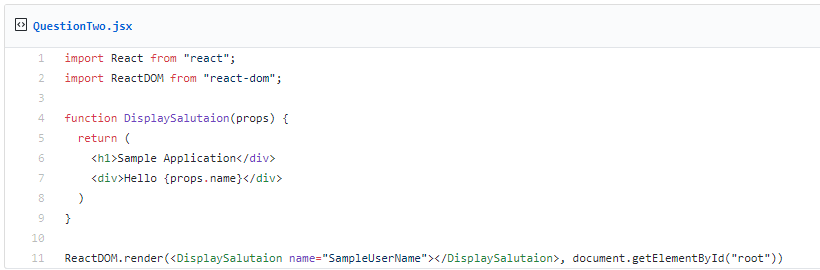 QuestionTwo.jsx
1 import React from "react";
2 import ReactDOM from "react-dom";
3
4 function DisplaySalutaion(props) {
5 return (
6 <h1>Sample Application</div>
7 <div>Hello {props.name}</div>
8 )
9 }
10
11 ReactDOM.render(<DisplaySalutaion name="SampleUserName"></DisplaySalutaion>, document.getElementById("root"))